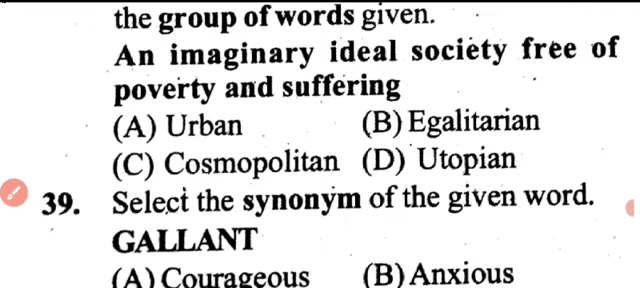 the group of words given.
An imaginary ideal society free of
poverty and suffering
(A) Urban (B) Egalitarian
(C) Cosmopolitan (D) Utopian
39. Select the synonym of the given word.
GALLANT
(A) Courageous (B) Anxious